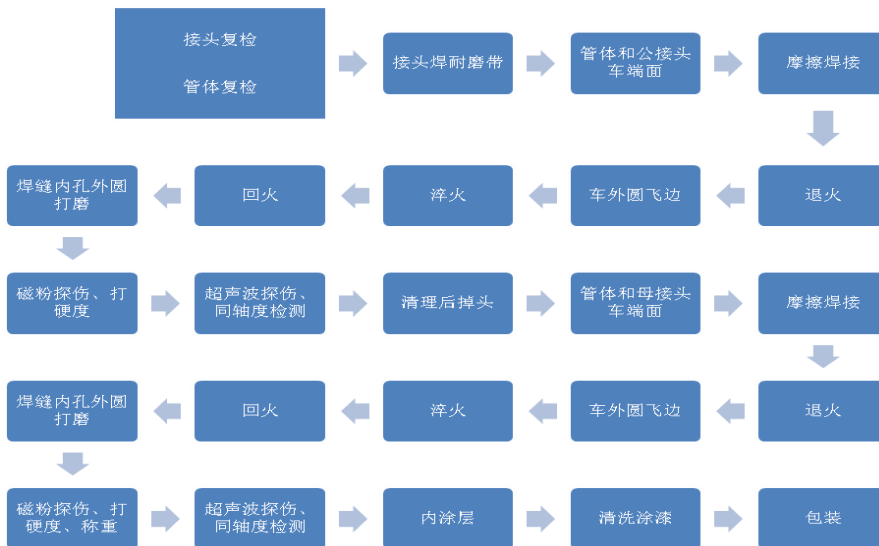 接头复检
管体复检
接头焊耐磨带
管体和公接头
车端面
摩擦焊接
退火
车外圆飞边
淬火
回火
焊缝内孔外圆
打磨
磁粉探伤、打
硬度
超声波探伤、
同轴度检测
清理后掉头
管体和母接头
车端面
摩擦焊接
退火
车外圆飞边
淬火
回火
焊缝内孔外圆
打磨
磁粉探伤、打
硬度、称重
超声波探伤、
同轴度检测
内涂层
清洗涂漆
包装